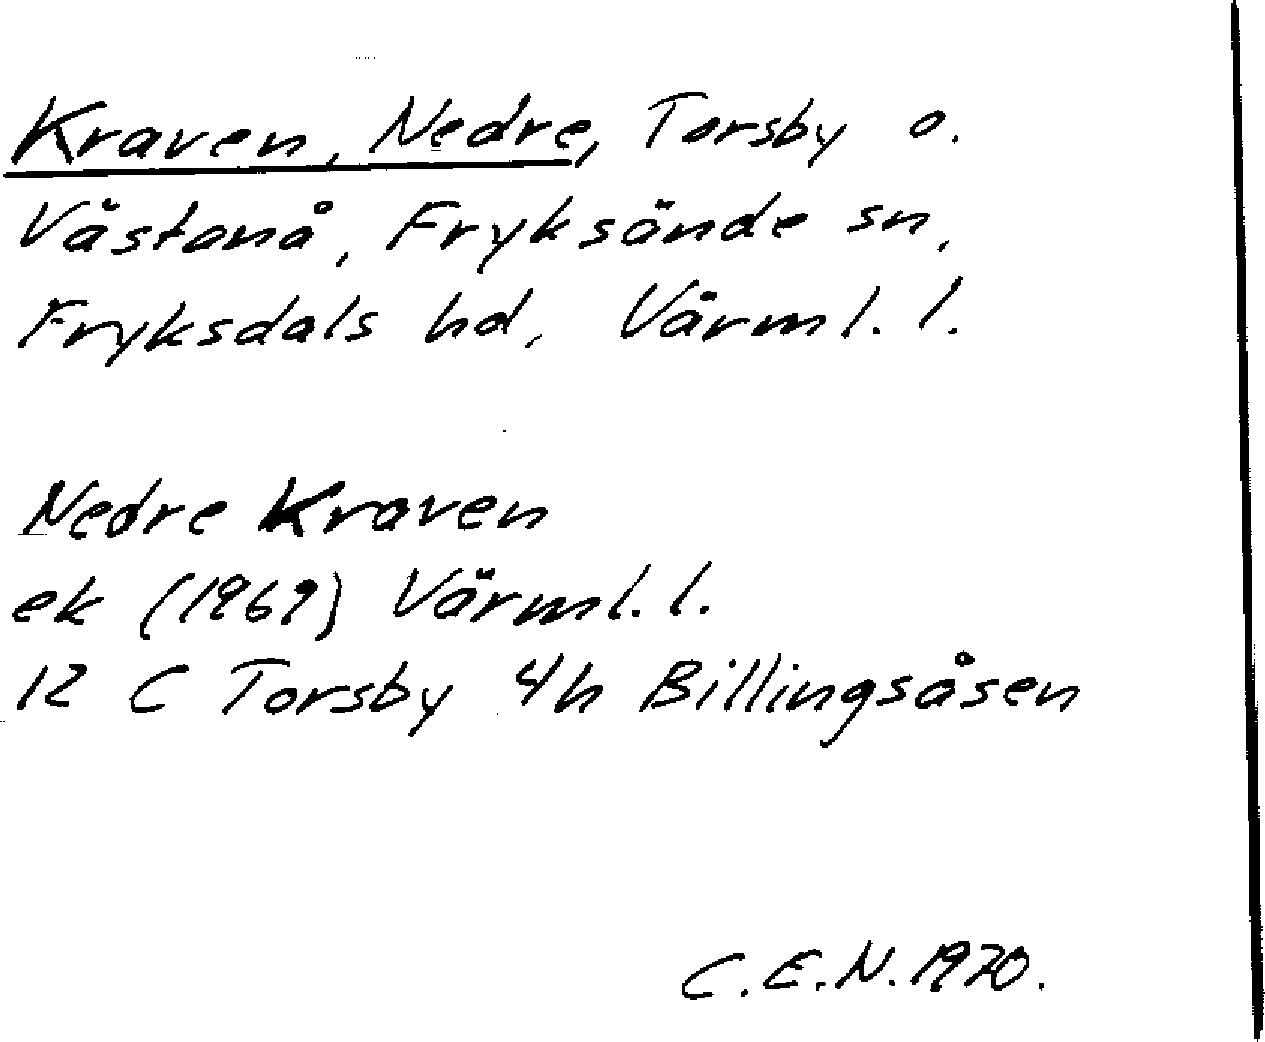 Kraven, Nedre, Torsby o.
Västanå, Fryksände sn,
Fryksdals hd, Värml. l.
Nedre Kraven
ek (1969) Värml. l.
12 C Torsby 4h Billingsåsen
C.E.N. 1970.